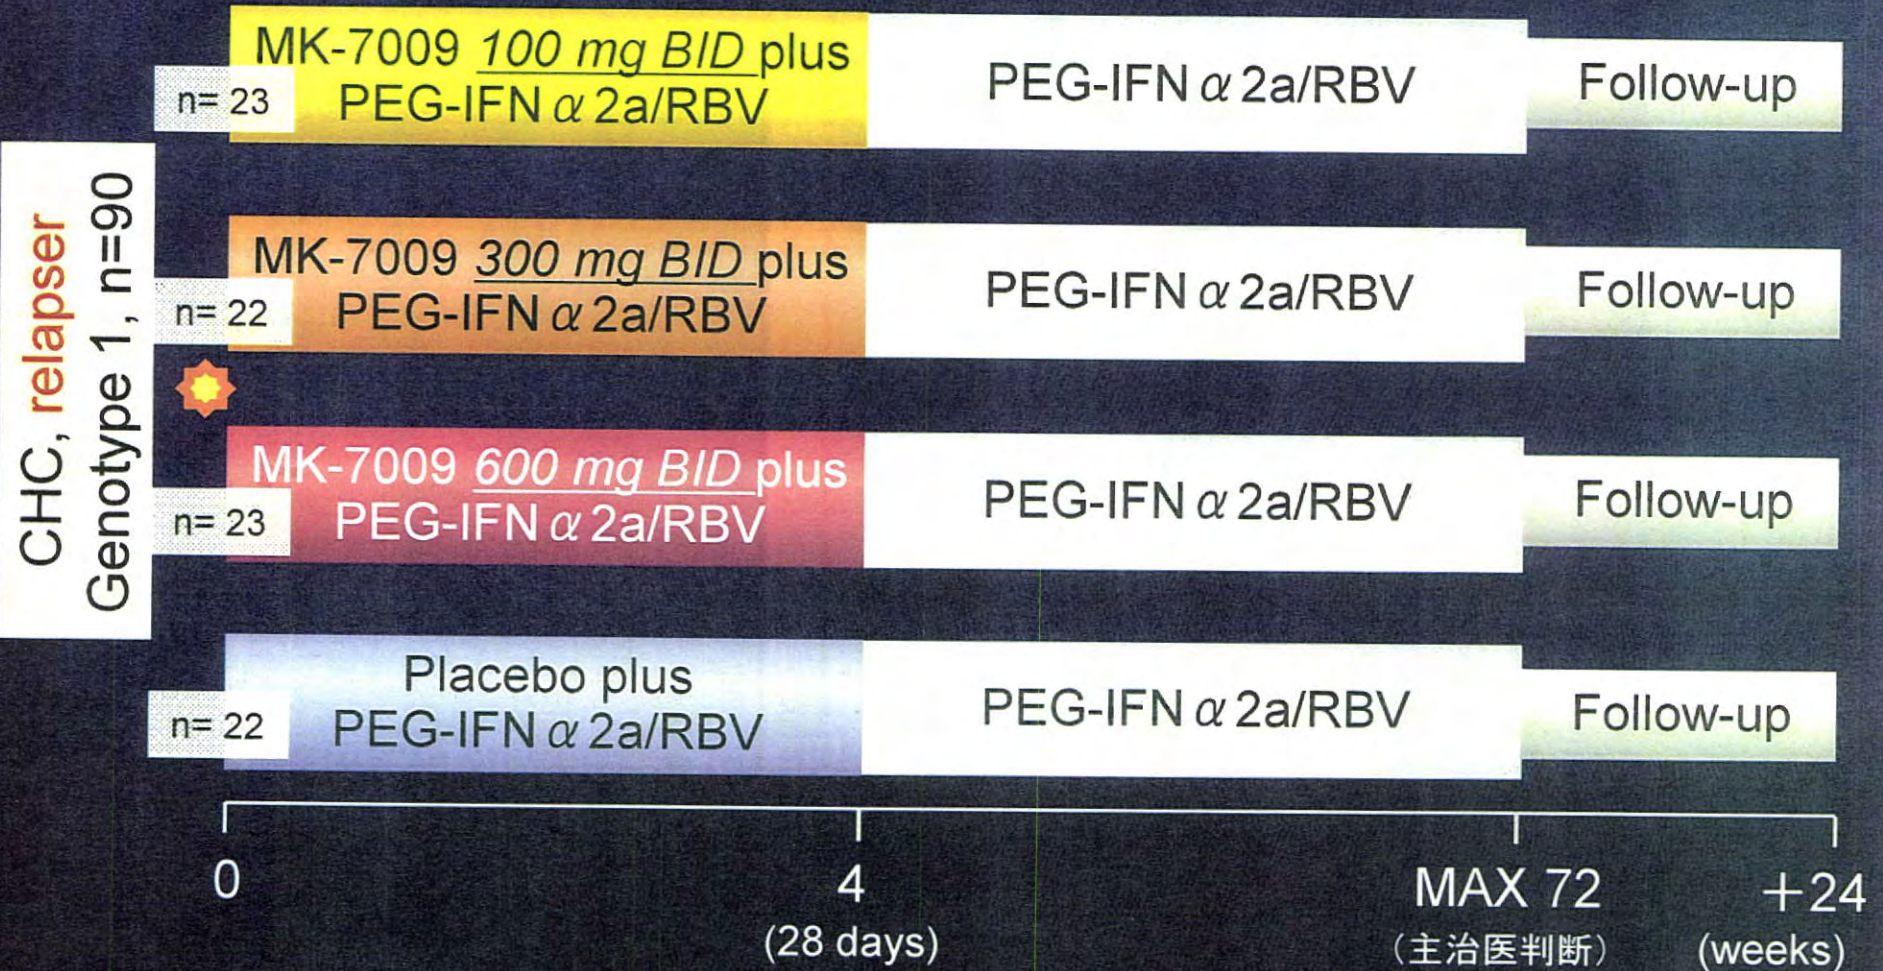 CHC, relapser
Genotype 1, n=90
MK-7009 100 mg BID plus
PEG-IFN α 2a/RBV
n= 23
PEG-IFN α 2a/RBV
Follow-up
MK-7009 300 mg BID plus
PEG-IFN α 2a/RBV
n= 22
PEG-IFN α 2a/RBV
Follow-up
MK-7009 600 mg BID plus
PEG-IFN α 2a/RBV
n= 23
PEG-IFN α 2a/RBV
Follow-up
Placebo plus
PEG-IFN α 2a/RBV
n= 22
PEG-IFN α 2a/RBV
Follow-up
0
4
(28 days)
MAX 72
(主治医判断)
+24
(weeks)